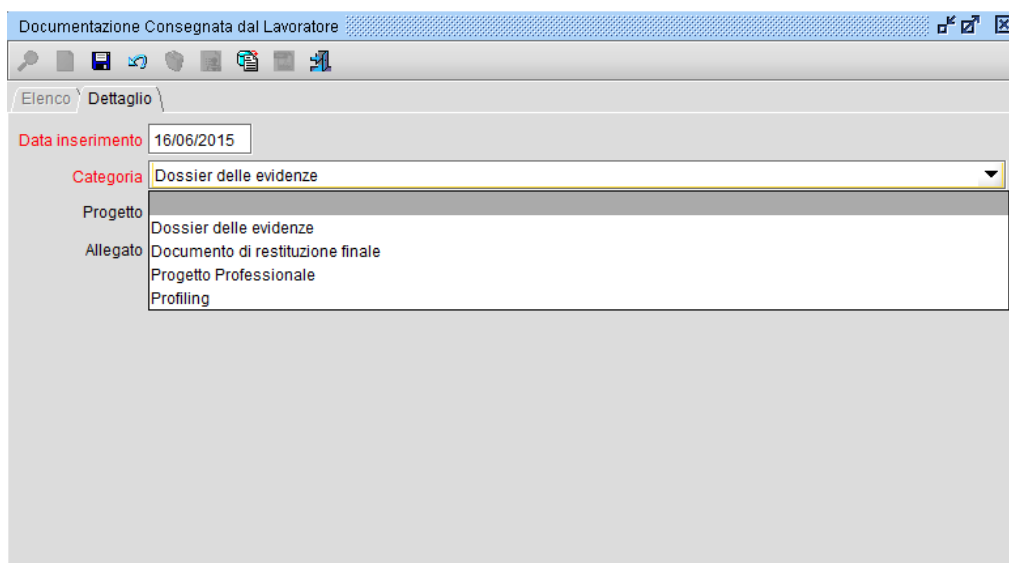 Documentazione Consegnata dal Lavoratore
Elenco Dettaglio
Data inserimento 16/06/2015
Categoria Dossier delle evidenze
Progetto
Dossier delle evidenze
Allegato Documento di restituzione finale
Progetto Professionale
Profiling